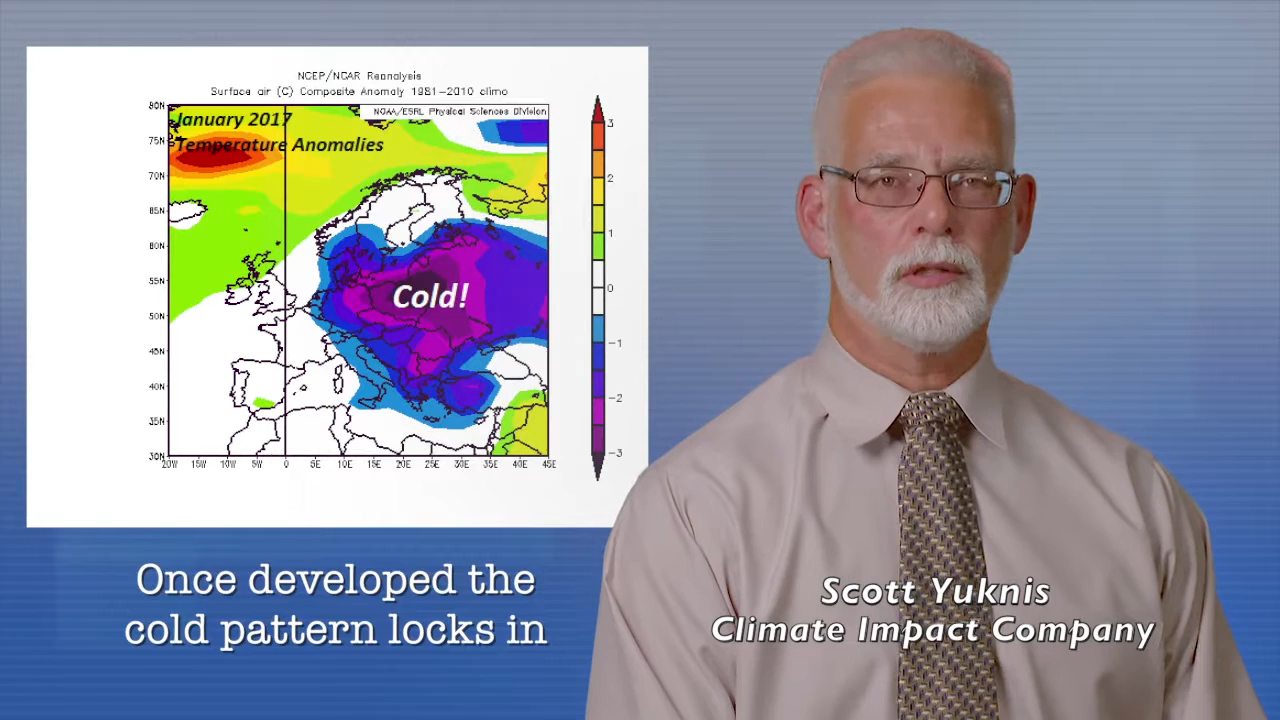 NCEP/NCAR Reanalysis
Surface air (C) Composite Anomaly 1981-2010 climo
NOAA/ESRL Physical Sciences Division
January 2017
Temperature Anomalies
80N
75N
70N
65N
60N
55N
50N
45N
40N
35N
30N
20W 15W 10W 5W 0 5E 10E 15E 20E 25E 30E 35E 40E 45E
3
2
1
0
-1
-2
-3
Cold!
Once developed the
cold pattern locks in
Scott Yuknis
Climate Impact Company